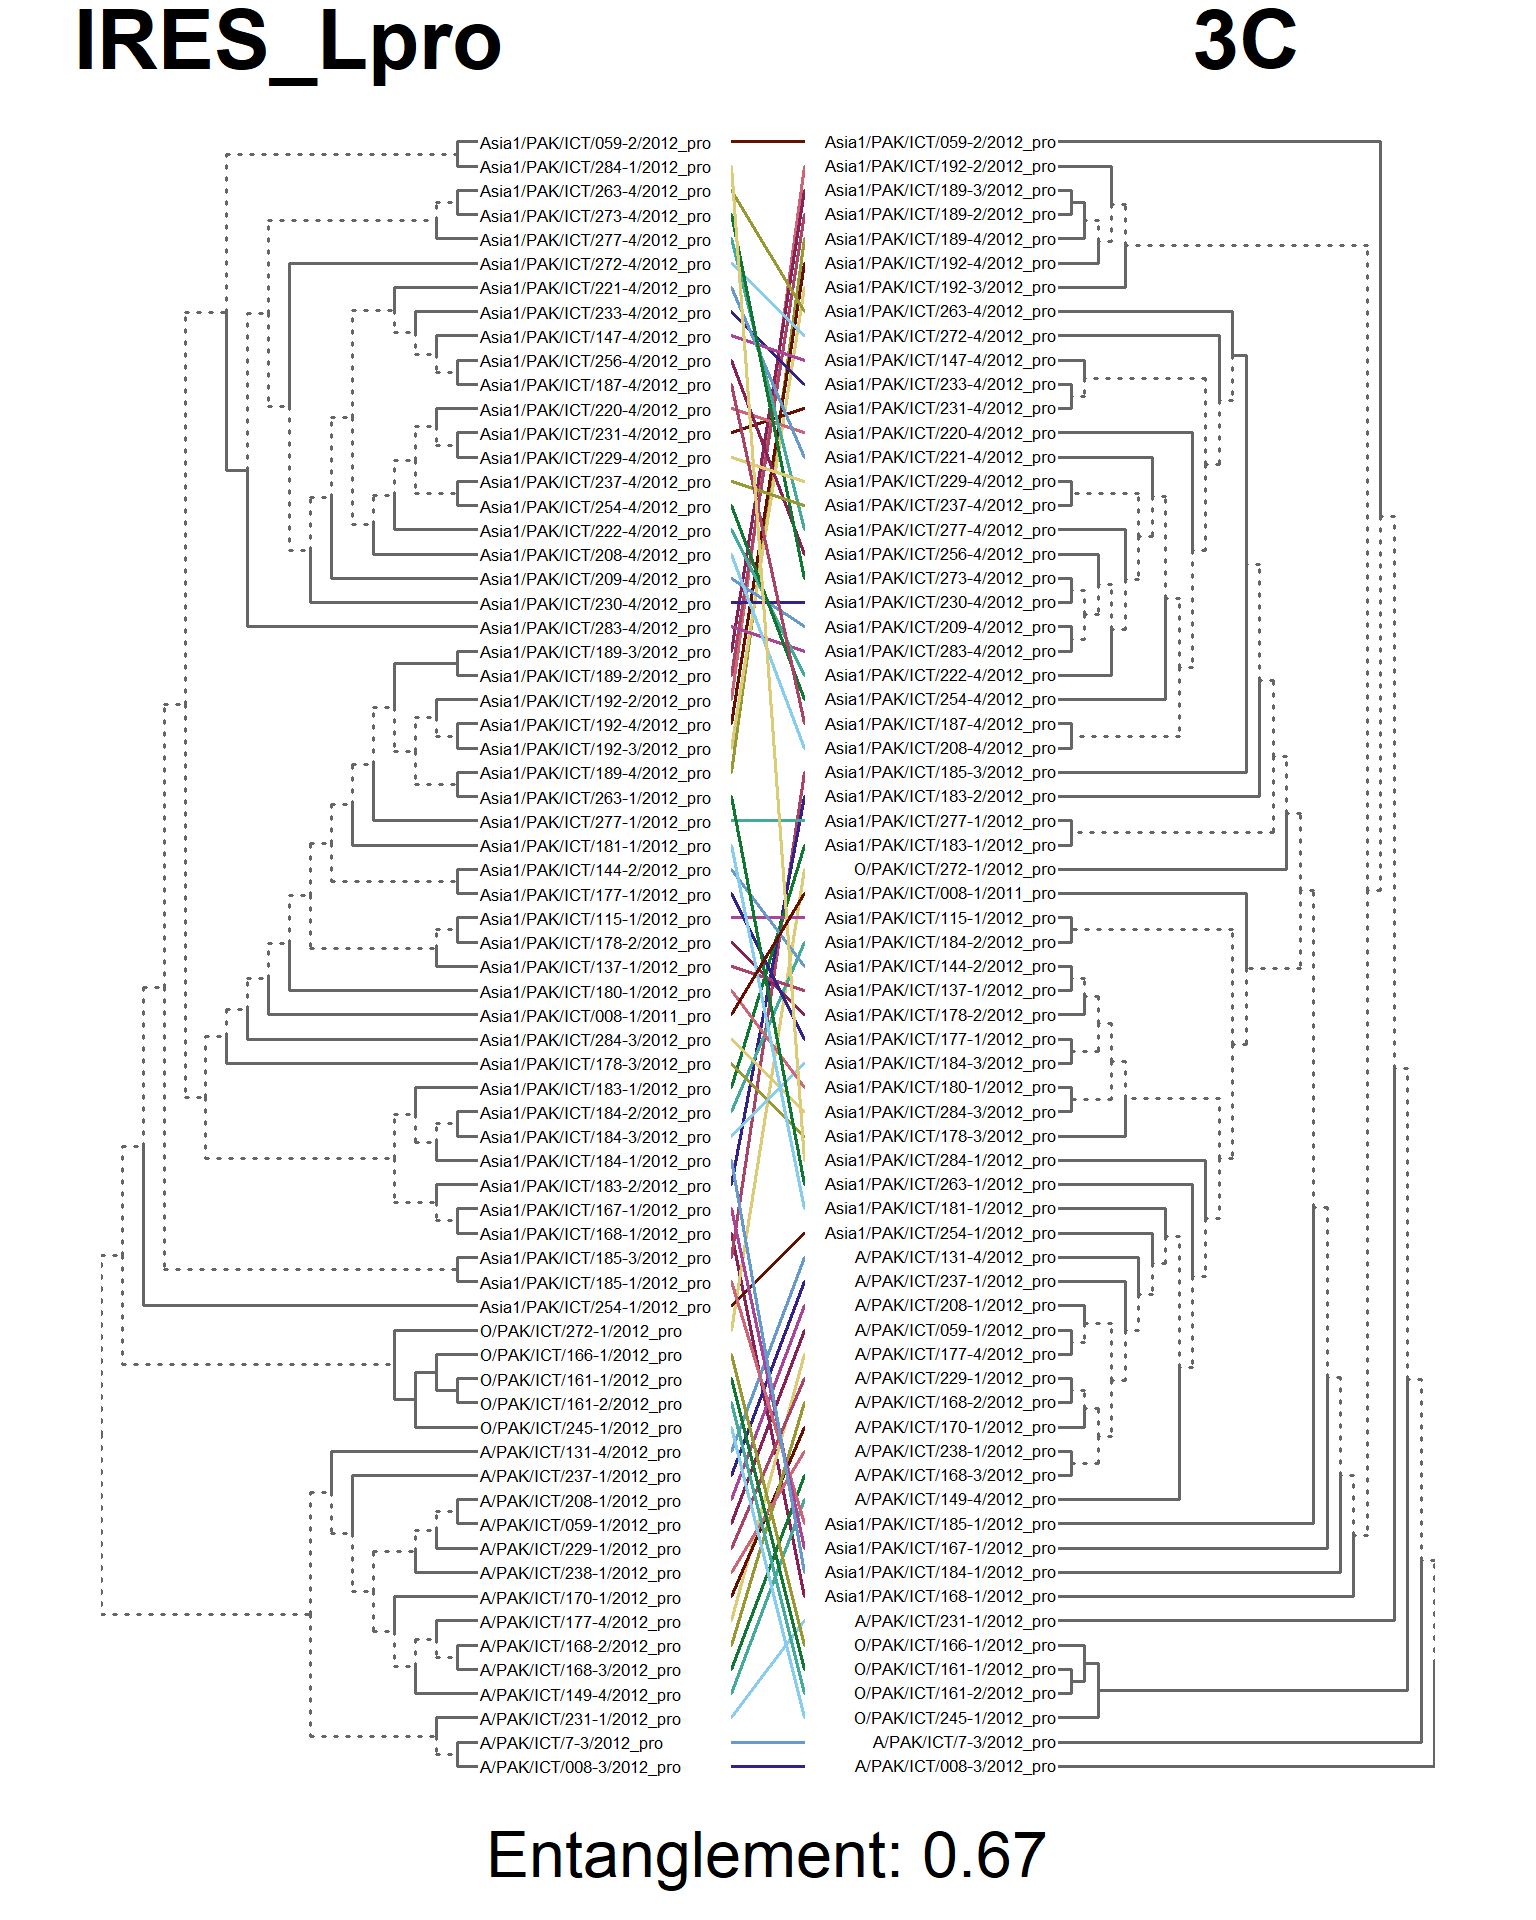 IRES_Lpro 3C
Asia1/PAK/ICT/059-2/2012_pro Asia1/PAK/ICT/059-2/2012_pro
Asia1/PAK/ICT/284-1/2012_pro Asia1/PAK/ICT/192-2/2012_pro
Asia1/PAK/ICT/263-4/2012_pro Asia1/PAK/ICT/189-3/2012_pro
Asia1/PAK/ICT/273-4/2012_pro Asia1/PAK/ICT/189-2/2012_pro
Asia1/PAK/ICT/277-4/2012_pro Asia1/PAK/ICT/189-4/2012_pro
Asia1/PAK/ICT/272-4/2012_pro Asia1/PAK/ICT/192-4/2012_pro
Asia1/PAK/ICT/221-4/2012_pro Asia1/PAK/ICT/192-3/2012_pro
Asia1/PAK/ICT/233-4/2012_pro Asia1/PAK/ICT/263-4/2012_pro
Asia1/PAK/ICT/147-4/2012_pro Asia1/PAK/ICT/272-4/2012_pro
Asia1/PAK/ICT/256-4/2012_pro Asia1/PAK/ICT/147-4/2012_pro
Asia1/PAK/ICT/187-4/2012_pro Asia1/PAK/ICT/233-4/2012_pro
Asia1/PAK/ICT/220-4/2012_pro Asia1/PAK/ICT/231-4/2012_pro
Asia1/PAK/ICT/231-4/2012_pro Asia1/PAK/ICT/220-4/2012_pro
Asia1/PAK/ICT/229-4/2012_pro Asia1/PAK/ICT/221-4/2012_pro
Asia1/PAK/ICT/237-4/2012_pro Asia1/PAK/ICT/229-4/2012_pro
Asia1/PAK/ICT/254-4/2012_pro Asia1/PAK/ICT/237-4/2012_pro
Asia1/PAK/ICT/222-4/2012_pro Asia1/PAK/ICT/277-4/2012_pro
Asia1/PAK/ICT/208-4/2012_pro Asia1/PAK/ICT/256-4/2012_pro
Asia1/PAK/ICT/209-4/2012_pro Asia1/PAK/ICT/273-4/2012_pro
Asia1/PAK/ICT/230-4/2012_pro Asia1/PAK/ICT/230-4/2012_pro
Asia1/PAK/ICT/283-4/2012_pro Asia1/PAK/ICT/209-4/2012_pro
Asia1/PAK/ICT/189-3/2012_pro Asia1/PAK/ICT/283-4/2012_pro
Asia1/PAK/ICT/189-2/2012_pro Asia1/PAK/ICT/222-4/2012_pro
Asia1/PAK/ICT/192-2/2012_pro Asia1/PAK/ICT/254-4/2012_pro
Asia1/PAK/ICT/192-4/2012_pro Asia1/PAK/ICT/187-4/2012_pro
Asia1/PAK/ICT/192-3/2012_pro Asia1/PAK/ICT/208-4/2012_pro
Asia1/PAK/ICT/189-4/2012_pro Asia1/PAK/ICT/185-3/2012_pro
Asia1/PAK/ICT/263-1/2012_pro Asia1/PAK/ICT/183-2/2012_pro
Asia1/PAK/ICT/277-1/2012_pro Asia1/PAK/ICT/277-1/2012_pro
Asia1/PAK/ICT/181-1/2012_pro Asia1/PAK/ICT/183-1/2012_pro
Asia1/PAK/ICT/144-2/2012_pro O/PAK/ICT/272-1/2012_pro
Asia1/PAK/ICT/177-1/2012_pro Asia1/PAK/ICT/008-1/2011_pro
Asia1/PAK/ICT/115-1/2012_pro Asia1/PAK/ICT/115-1/2012_pro
Asia1/PAK/ICT/178-2/2012_pro Asia1/PAK/ICT/184-2/2012_pro
Asia1/PAK/ICT/137-1/2012_pro Asia1/PAK/ICT/144-2/2012_pro
Asia1/PAK/ICT/180-1/2012_pro Asia1/PAK/ICT/137-1/2012_pro
Asia1/PAK/ICT/008-1/2011_pro Asia1/PAK/ICT/178-2/2012_pro
Asia1/PAK/ICT/284-3/2012_pro Asia1/PAK/ICT/177-1/2012_pro
Asia1/PAK/ICT/178-3/2012_pro Asia1/PAK/ICT/184-3/2012_pro
Asia1/PAK/ICT/183-1/2012_pro Asia1/PAK/ICT/180-1/2012_pro
Asia1/PAK/ICT/184-2/2012_pro Asia1/PAK/ICT/284-3/2012_pro
Asia1/PAK/ICT/184-3/2012_pro Asia1/PAK/ICT/178-3/2012_pro
Asia1/PAK/ICT/184-1/2012_pro Asia1/PAK/ICT/284-1/2012_pro
Asia1/PAK/ICT/183-2/2012_pro Asia1/PAK/ICT/263-1/2012_pro
Asia1/PAK/ICT/167-1/2012_pro Asia1/PAK/ICT/181-1/2012_pro
Asia1/PAK/ICT/168-1/2012_pro Asia1/PAK/ICT/254-1/2012_pro
Asia1/PAK/ICT/185-3/2012_pro A/PAK/ICT/131-4/2012_pro
Asia1/PAK/ICT/185-1/2012_pro A/PAK/ICT/237-1/2012_pro
Asia1/PAK/ICT/254-1/2012_pro A/PAK/ICT/208-1/2012_pro
O/PAK/ICT/272-1/2012_pro A/PAK/ICT/059-1/2012_pro
O/PAK/ICT/166-1/2012_pro A/PAK/ICT/177-4/2012_pro
O/PAK/ICT/161-1/2012_pro A/PAK/ICT/229-1/2012_pro
O/PAK/ICT/161-2/2012_pro A/PAK/ICT/168-2/2012_pro
O/PAK/ICT/245-1/2012_pro A/PAK/ICT/170-1/2012_pro
A/PAK/ICT/131-4/2012_pro A/PAK/ICT/238-1/2012_pro
A/PAK/ICT/237-1/2012_pro A/PAK/ICT/168-3/2012_pro
A/PAK/ICT/208-1/2012_pro A/PAK/ICT/149-4/2012_pro
A/PAK/ICT/059-1/2012_pro Asia1/PAK/ICT/185-1/2012_pro
A/PAK/ICT/229-1/2012_pro Asia1/PAK/ICT/167-1/2012_pro
A/PAK/ICT/238-1/2012_pro Asia1/PAK/ICT/184-1/2012_pro
A/PAK/ICT/170-1/2012_pro Asia1/PAK/ICT/168-1/2012_pro
A/PAK/ICT/177-4/2012_pro A/PAK/ICT/231-1/2012_pro
A/PAK/ICT/168-2/2012_pro O/PAK/ICT/166-1/2012_pro
A/PAK/ICT/168-3/2012_pro O/PAK/ICT/161-1/2012_pro
A/PAK/ICT/149-4/2012_pro O/PAK/ICT/161-2/2012_pro
A/PAK/ICT/231-1/2012_pro O/PAK/ICT/245-1/2012_pro
A/PAK/ICT/7-3/2012_pro A/PAK/ICT/7-3/2012_pro
A/PAK/ICT/008-3/2012_pro A/PAK/ICT/008-3/2012_pro
Entanglement: 0.67